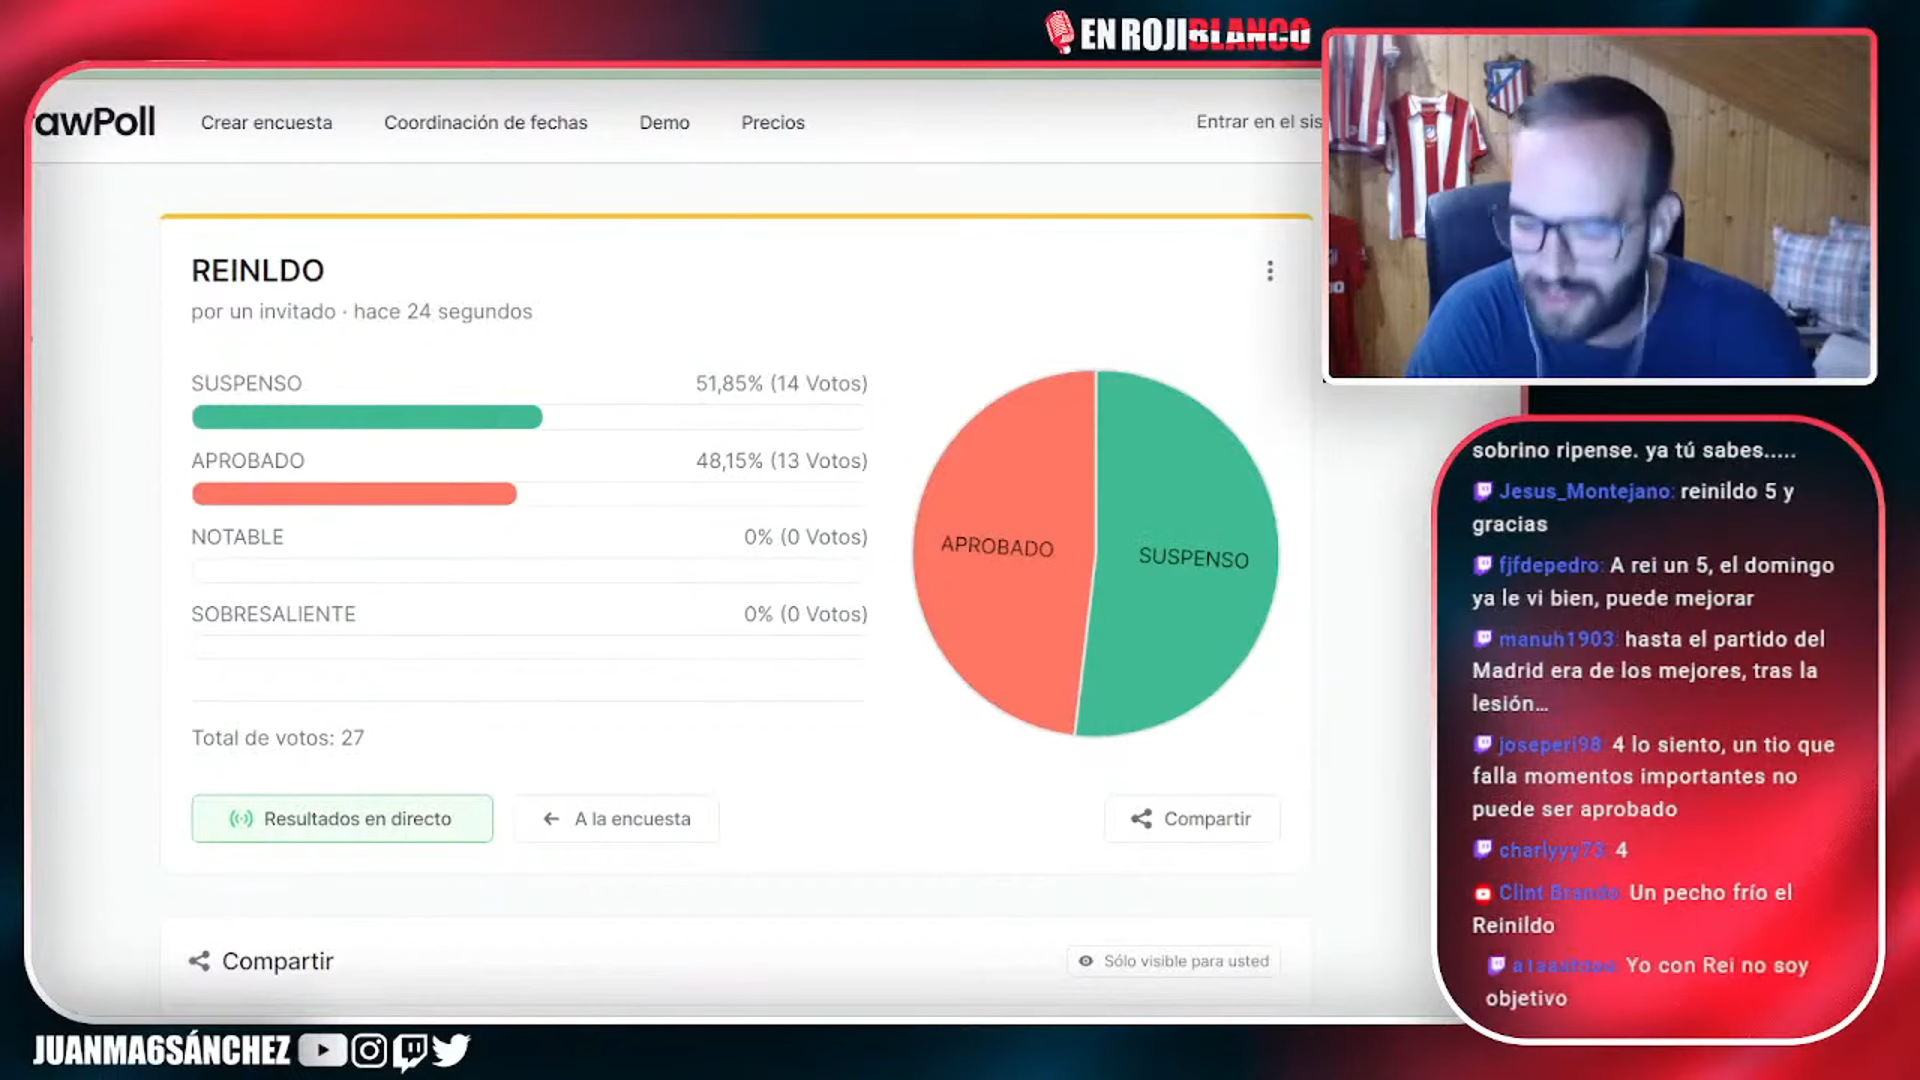 EN ROJIBLANCO
awPoll
Crear encuesta
Coordinación de fechas
Demo
Precios
Entrar en el sis
REINLDO
por un invitado · hace 24 segundos
SUSPENSO
51,85% (14 Votos)
APROBADO
48,15% (13 Votos)
NOTABLE
0% (0 Votos)
SOBRESALIENTE
0% (0 Votos)
APROBADO
SUSPENSO
Total de votos: 27
Resultados en directo
A la encuesta
Compartir
Compartir
Sólo visible para usted
sobrino ripense. ya tú sabes.....
Jesus_Montejano: reinildo 5 y
gracias
fjfdepedro: A rei un 5, el domingo
ya le vi bien, puede mejorar
manuh1903: hasta el partido del
Madrid era de los mejores, tras la
lesión...
joseperi98: 4 lo siento, un tio que
falla momentos importantes no
puede ser aprobado
charlyyy73: 4
Clint Brando: Un pecho frío el
Reinildo
Yo con Rei no soy
objetivo
JUANMA6SÁNCHEZ